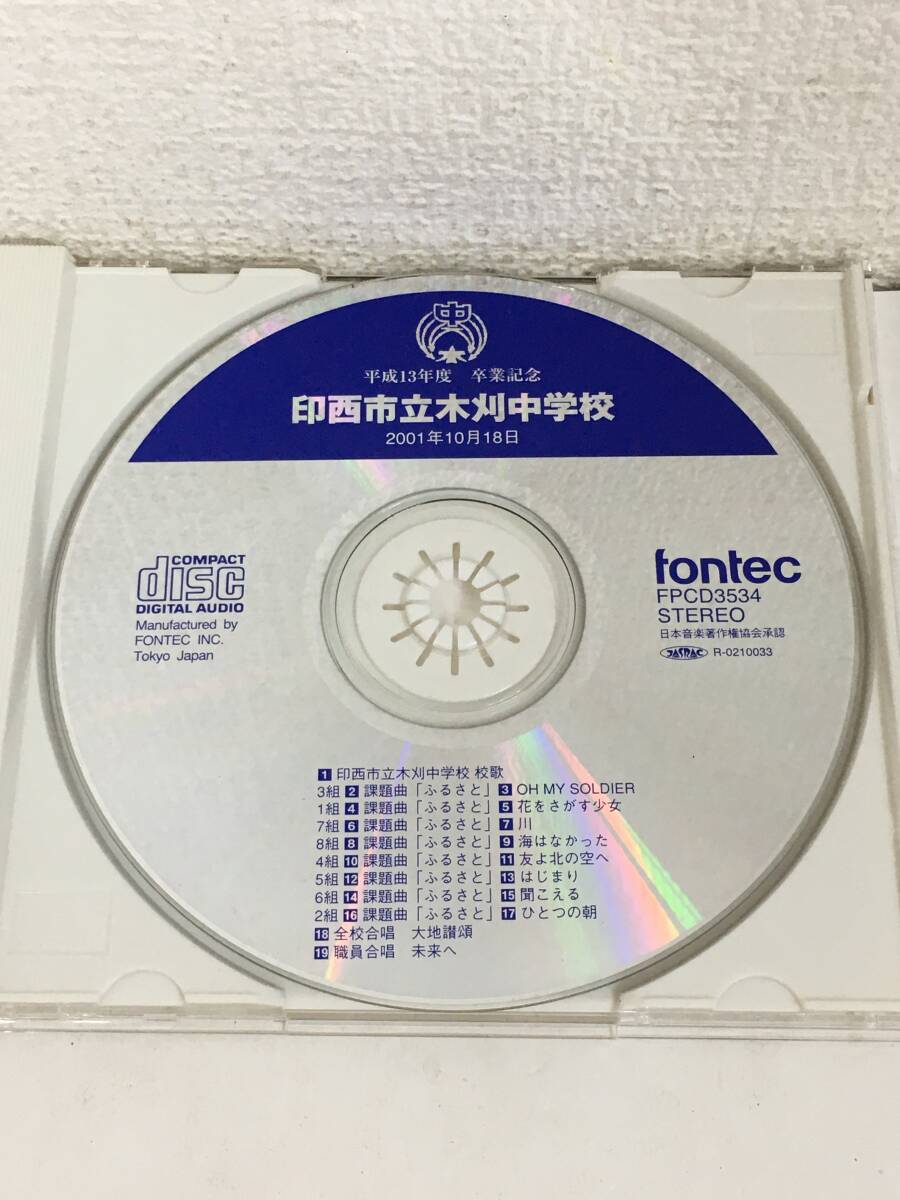 中
木
平成13年度 卒業記念
印西市立木刈中学校
2001年10月18日
COMPACT
disc
DIGITAL AUDIO
Manufactured by
FONTEC INC.
Tokyo Japan
fontec
FPCD3534
STEREO
日本音楽著作権協会承認
JASRAC R-0210033
1 印西市立木刈中学校 校歌
3組 2 課題曲「ふるさと」 3 OH MY SOLDIER
1組 4 課題曲「ふるさと」 5 花をさがす少女
7組 6 課題曲「ふるさと」 7 川
8組 8 課題曲「ふるさと」 9 海はなかった
4組 10 課題曲「ふるさと」 11 友よ北の空へ
5組 12 課題曲「ふるさと」 13 はじまり
6組 14 課題曲「ふるさと」 15 聞こえる
2組 16 課題曲「ふるさと」 17 ひとつの朝
18 全校合唱 大地讃頌
19 職員合唱 未来へ